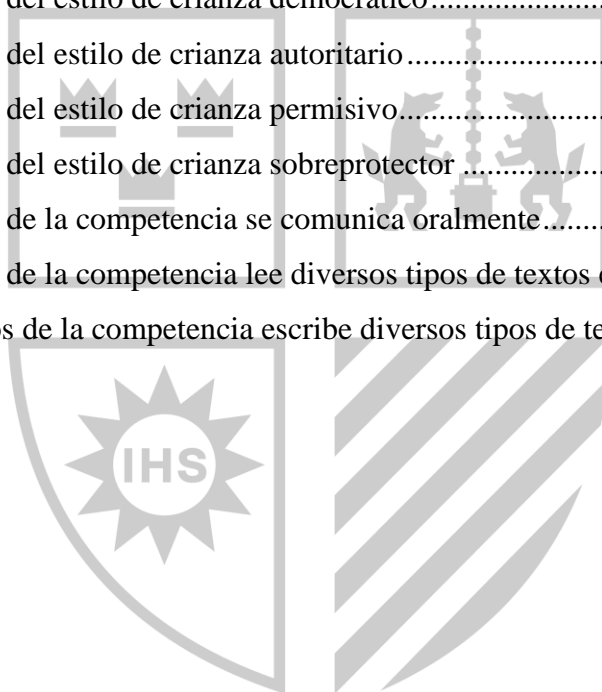 del estilo de crianza democrático..........................
del estilo de crianza autoritario..............................
del estilo de crianza permisivo...............................
del estilo de crianza sobreprotector ......................
de la competencia se comunica oralmente........
de la competencia lee diversos tipos de textos
de la competencia escribe diversos tipos de
IHS